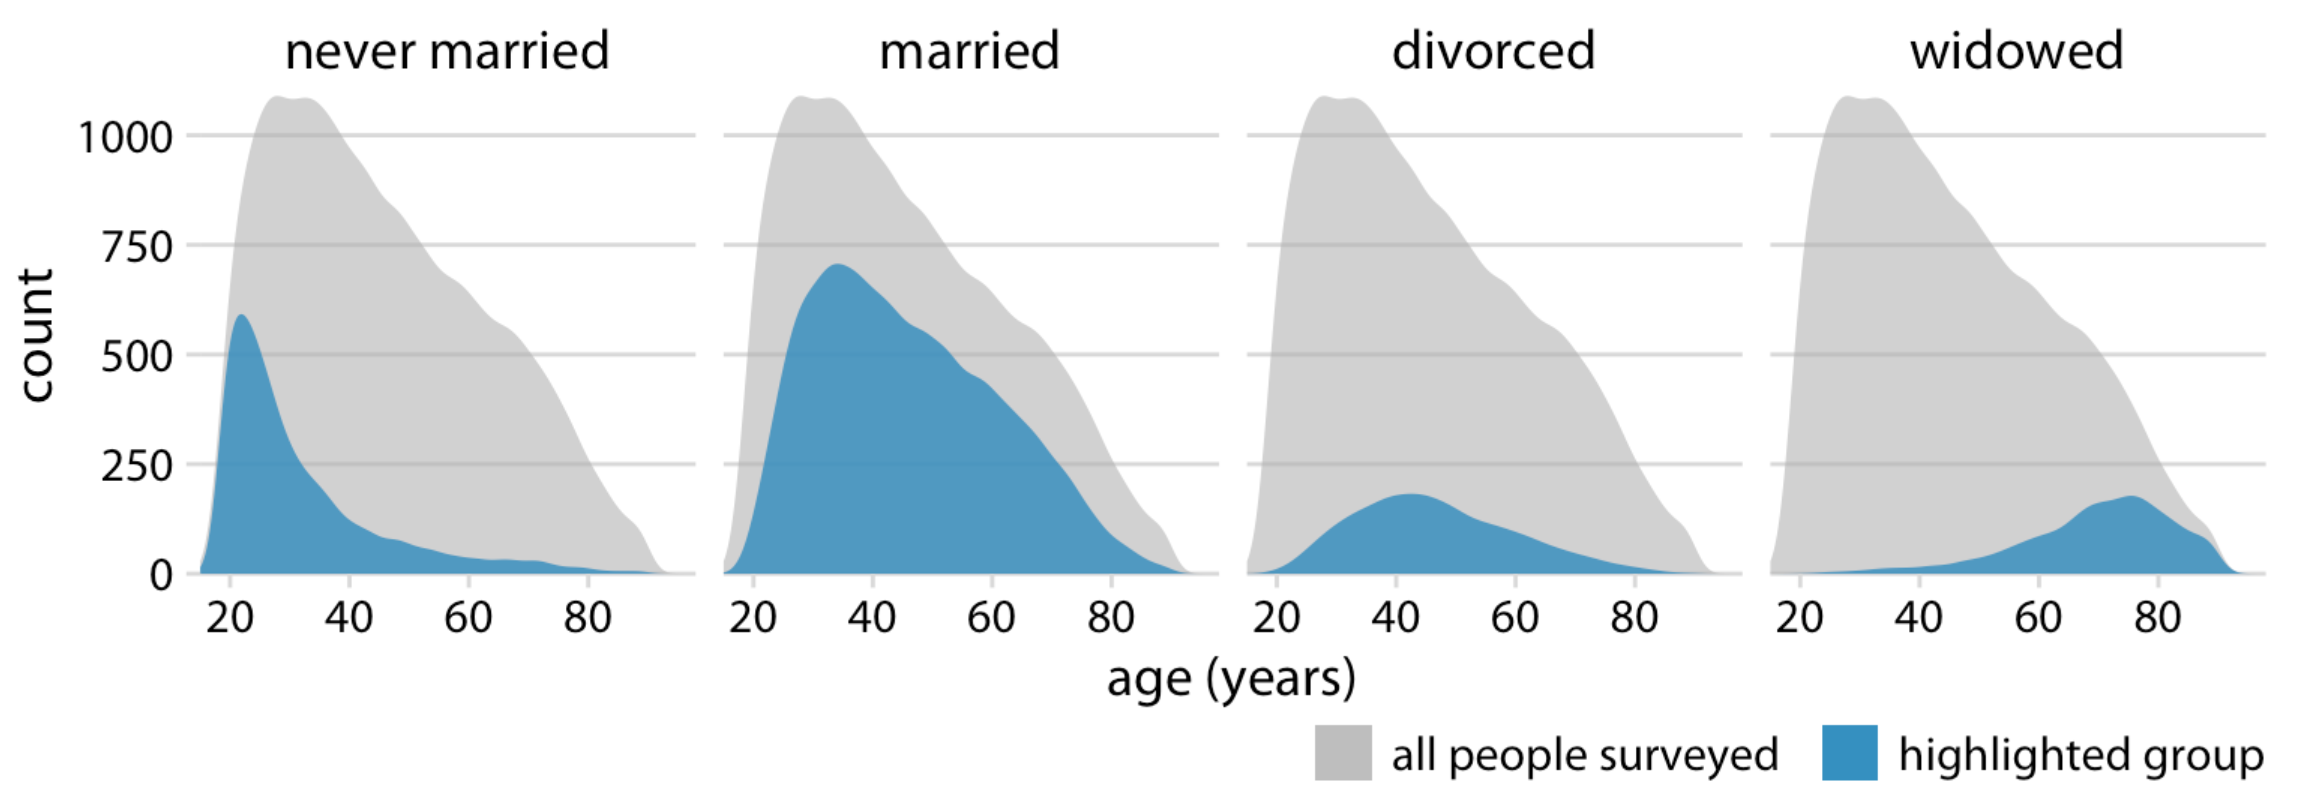 never married married divorced widowed
1000
750
500
250
0
count
20 40 60 80 20 40 60 80 20 40 60 80 20 40 60 80
age (years)
all people surveyed highlighted group